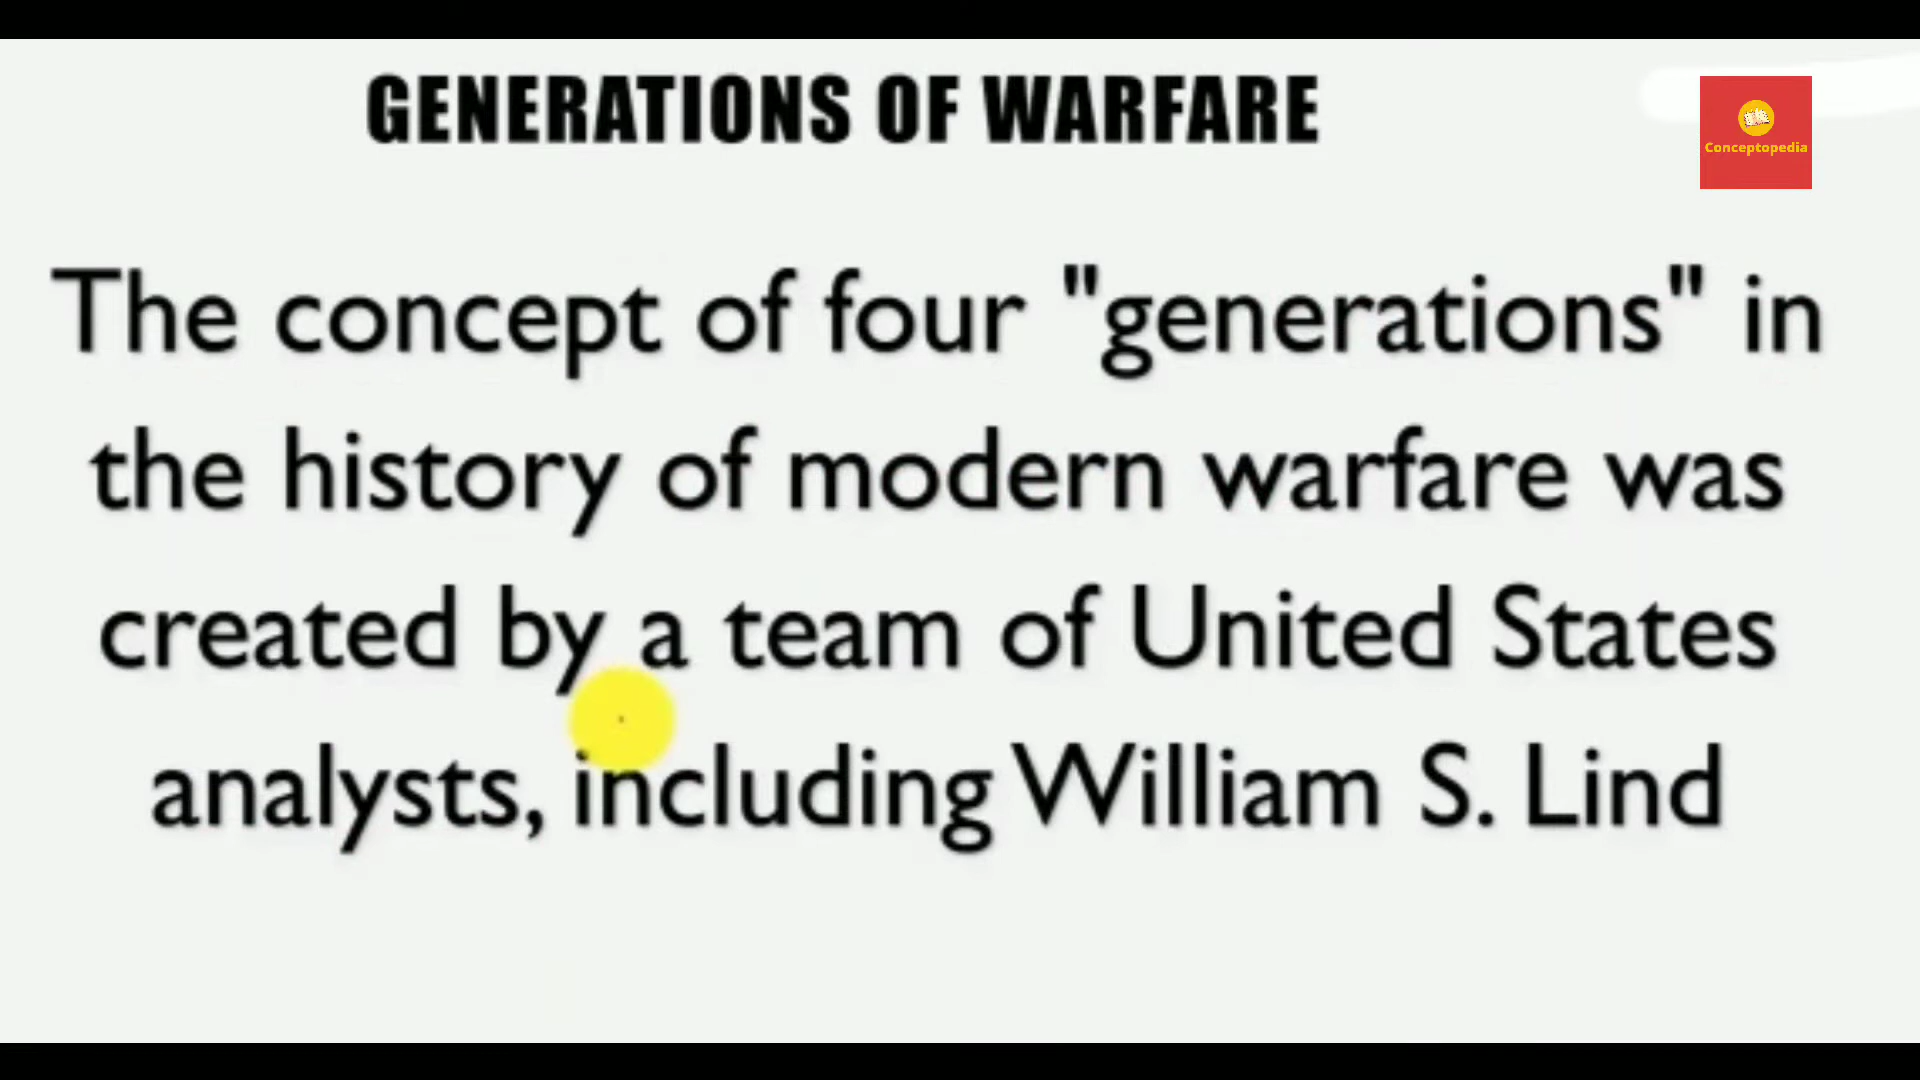 GENERATIONS OF WARFARE
Conceptopedia
The concept of four "generations" in
the history of modern warfare was
created by a team of United States
analysts, including William S. Lind